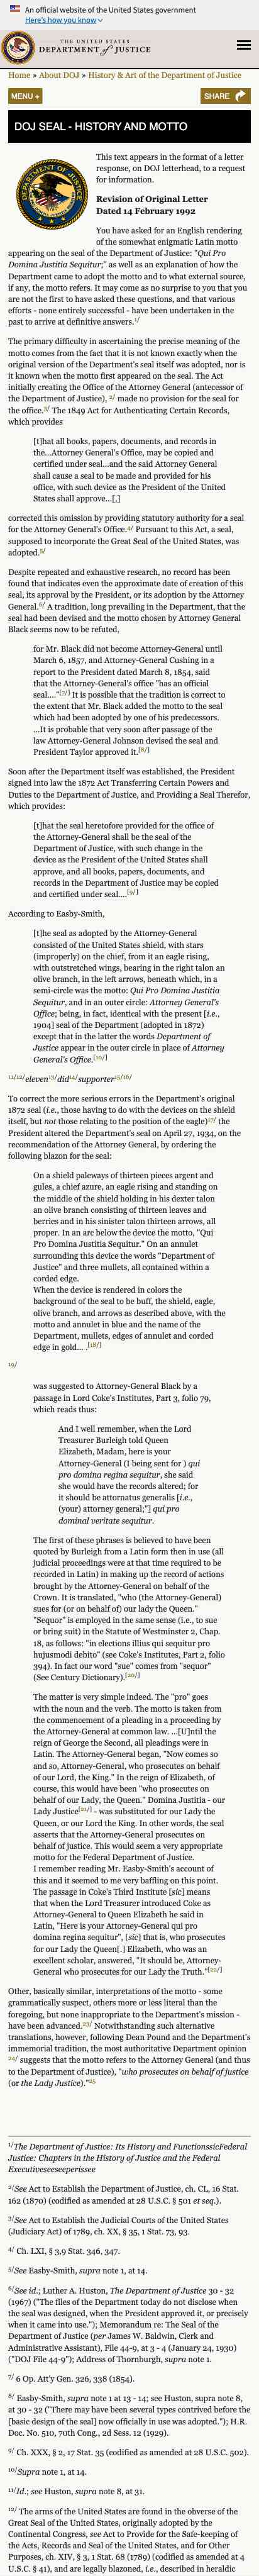 An official website of the United States government
Here's how you know
THE UNITED STATES
DEPARTMENT of JUSTICE
Home » About DOJ » History & Art of the Department of Justice
MENU +
SHARE
DOJ SEAL - HISTORY AND MOTTO
This text appears in the format of a letter
response, on DOJ letterhead, to a request
for information.
Revision of Original Letter
Dated 14 February 1992
You have asked for an English rendering
of the somewhat enigmatic Latin motto
appearing on the seal of the Department of Justice: "Qui Pro
Domina Justitia Sequitur;" as well as an explanation of how the
Department came to adopt the motto and to what external source,
if any, the motto refers. It may come as no surprise to you that you
are not the first to have asked these questions, and that various
efforts - none entirely successful - have been undertaken in the
past to arrive at definitive answers.1/
The primary difficulty in ascertaining the precise meaning of the
motto comes from the fact that it is not known exactly when the
original version of the Department's seal itself was adopted, nor is
it known when the motto first appeared on the seal. The Act
initially creating the Office of the Attorney General (antecessor of
the Department of Justice), 2/ made no provision for the seal for
the office.3/ The 1849 Act for Authenticating Certain Records,
which provides
[t]hat all books, papers, documents, and records in
the...Attorney General's Office, may be copied and
certified under seal...and the said Attorney General
shall cause a seal to be made and provided for his
office, with such device as the President of the United
States shall approve...[,]
corrected this omission by providing statutory authority for a seal
for the Attorney General's Office.4/ Pursuant to this Act, a seal,
supposed to incorporate the Great Seal of the United States, was
adopted.5/
Despite repeated and exhaustive research, no record has been
found that indicates even the approximate date of creation of this
seal, its approval by the President, or its adoption by the Attorney
General.6/ A tradition, long prevailing in the Department, that the
seal had been devised and the motto chosen by Attorney General
Black seems now to be refuted,
for Mr. Black did not become Attorney-General until
March 6, 1857, and Attorney-General Cushing in a
report to the President dated March 8, 1854, said
that the Attorney-General's office "has an official
seal...."[7/] It is possible that the tradition is correct to
the extent that Mr. Black added the motto to the seal
which had been adopted by one of his predecessors.
...It is probable that very soon after passage of the
law Attorney-General Johnson devised the seal and
President Taylor approved it.[8/]
Soon after the Department itself was established, the President
signed into law the 1872 Act Transferring Certain Powers and
Duties to the Department of Justice, and Providing a Seal Therefor,
which provides:
[t]hat the seal heretofore provided for the office of
the Attorney-General shall be the seal of the
Department of Justice, with such change in the
device as the President of the United States shall
approve, and all books, papers, documents, and
records in the Department of Justice may be copied
and certified under seal....[9/]
According to Easby-Smith,
[t]he seal as adopted by the Attorney-General
consisted of the United States shield, with stars
(improperly) on the chief, from it an eagle rising,
with outstretched wings, bearing in the right talon an
olive branch, in the left arrows, beneath which, in a
semi-circle was the motto: Qui Pro Domina Justitia
Sequitur, and in an outer circle: Attorney General's
Office; being, in fact, identical with the present [i.e.,
1904] seal of the Department (adopted in 1872)
except that in the latter the words Department of
Justice appear in the outer circle in place of Attorney
General's Office.[10/]
11/12/eleven13/did14/supporter15/16/
To correct the more serious errors in the Department's original
1872 seal (i.e., those having to do with the devices on the shield
itself, but not those relating to the position of the eagle)17/ the
President altered the Department's seal on April 27, 1934, on the
recommendation of the Attorney General, by ordering the
following blazon for the seal:
On a shield paleways of thirteen pieces argent and
gules, a chief azure, an eagle rising and standing on
the middle of the shield holding in his dexter talon
an olive branch consisting of thirteen leaves and
berries and in his sinister talon thirteen arrows, all
proper. In an arc below the device the motto, "Qui
Pro Domina Justitia Sequitur." On an annulet
surrounding this device the words "Department of
Justice" and three mullets, all contained within a
corded edge.
When the device is rendered in colors the
background of the seal to be buff, the shield, eagle,
olive branch, and arrows as described above, with the
motto and annulet in blue and the name of the
Department, mullets, edges of annulet and corded
edge in gold... .[18/]
19/
was suggested to Attorney-General Black by a
passage in Lord Coke's Institutes, Part 3, folio 79,
which reads thus:
And I well remember, when the Lord
Treasurer Burleigh told Queen
Elizabeth, Madam, here is your
Attorney-General (I being sent for ) qui
pro domina regina sequitur, she said
she would have the records altered; for
it should be attornatus generalis [i.e.,
(your) attorney general;"] qui pro
dominal veritate sequitur.
The first of these phrases is believed to have been
quoted by Burleigh from a Latin form then in use (all
judicial proceedings were at that time required to be
recorded in Latin) in making up the record of actions
brought by the Attorney-General on behalf of the
Crown. It is translated, "who (the Attorney-General)
sues for (or on behalf of) our lady the Queen."
"Sequor" is employed in the same sense (i.e., to sue
or bring suit) in the Statute of Westminster 2, Chap.
18, as follows: "in elections illius qui sequitur pro
hujusmodi debito" (see Coke's Institutes, Part 2, folio
394). In fact our word "sue" comes from "sequor"
(See Century Dictionary).[20/]
The matter is very simple indeed. The "pro" goes
with the noun and the verb. The motto is taken from
the commencement of a pleading in a proceeding by
the Attorney-General at common law. ...[U]ntil the
reign of George the Second, all pleadings were in
Latin. The Attorney-General began, "Now comes so
and so, Attorney-General, who prosecutes on behalf
of our Lord, the King." In the reign of Elizabeth, of
course, this would have been "who prosecutes on
behalf of our Lady, the Queen." Domina Justitia - our
Lady Justice[21/] - was substituted for our Lady the
Queen, or our Lord the King. In other words, the seal
asserts that the Attorney-General prosecutes on
behalf of justice. This would seem a very appropriate
motto for the Federal Department of Justice.
I remember reading Mr. Easby-Smith's account of
this and it seemed to me very baffling on this point.
The passage in Coke's Third Institute [sic] means
that when the Lord Treasurer introduced Coke as
Attorney-General to Queen Elizabeth he said in
Latin, "Here is your Attorney-General qui pro
domina regina sequitur", [sic] that is, who prosecutes
for our Lady the Queen[.] Elizabeth, who was an
excellent scholar, answered, "It should be, Attorney-
General who prosecutes for our Lady the Truth."[22/]
Other, basically similar, interpretations of the motto - some
grammatically suspect, others more or less literal than the
foregoing, but none inappropriate to the Department's mission -
have been advanced.23/ Notwithstanding such alternative
translations, however, following Dean Pound and the Department's
immemorial tradition, the most authoritative Department opinion
24/ suggests that the motto refers to the Attorney General (and thus
to the Department of Justice), "who prosecutes on behalf of justice
(or the Lady Justice)."25
1/The Department of Justice: Its History and FunctionssicFederal
Justice: Chapters in the History of Justice and the Federal
Executiveseeseeperissee
2/See Act to Establish the Department of Justice, ch. CL, 16 Stat.
162 (1870) (codified as amended at 28 U.S.C. § 501 et seq.).
3/See Act to Establish the Judicial Courts of the United States
(Judiciary Act) of 1789, ch. XX, § 35, 1 Stat. 73, 93.
4/ Ch. LXI, § 3,9 Stat. 346, 347.
5/See Easby-Smith, supra note 1, at 14.
6/See id.; Luther A. Huston, The Department of Justice 30 - 32
(1967) ("The files of the Department today do not disclose when
the seal was designed, when the President approved it, or precisely
when it came into use."); Memorandum re: The Seal of the
Department of Justice (per James W. Baldwin, Clerk and
Administrative Assistant), File 44-9, at 3 - 4 (January 24, 1930)
("DOJ File 44-9"); Address of Thornburgh, supra note 1.
7/ 6 Op. Att'y Gen. 326, 338 (1854).
8/ Easby-Smith, supra note 1 at 13 - 14; see Huston, supra note 8,
at 30 - 32 ("There may have been several types contrived before the
[basic design of the seal] now officially in use was adopted."); H.R.
Doc. No. 510, 70th Cong., 2d Sess. 12 (1929).
9/ Ch. XXX, § 2, 17 Stat. 35 (codified as amended at 28 U.S.C. 502).
10/Supra note 1, at 14.
11/Id.; see Huston, supra note 8, at 31.
12/ The arms of the United States are found in the obverse of the
Great Seal of the United States, originally adopted by the
Continental Congress, see Act to Provide for the Safe-keeping of
the Acts, Records and Seal of the United States, and for Other
Purposes, ch. XIV, § 3, 1 Stat. 68 (1789) (codified as amended at 4
U.S.C. § 41), and are legally blazoned, i.e., described in heraldic